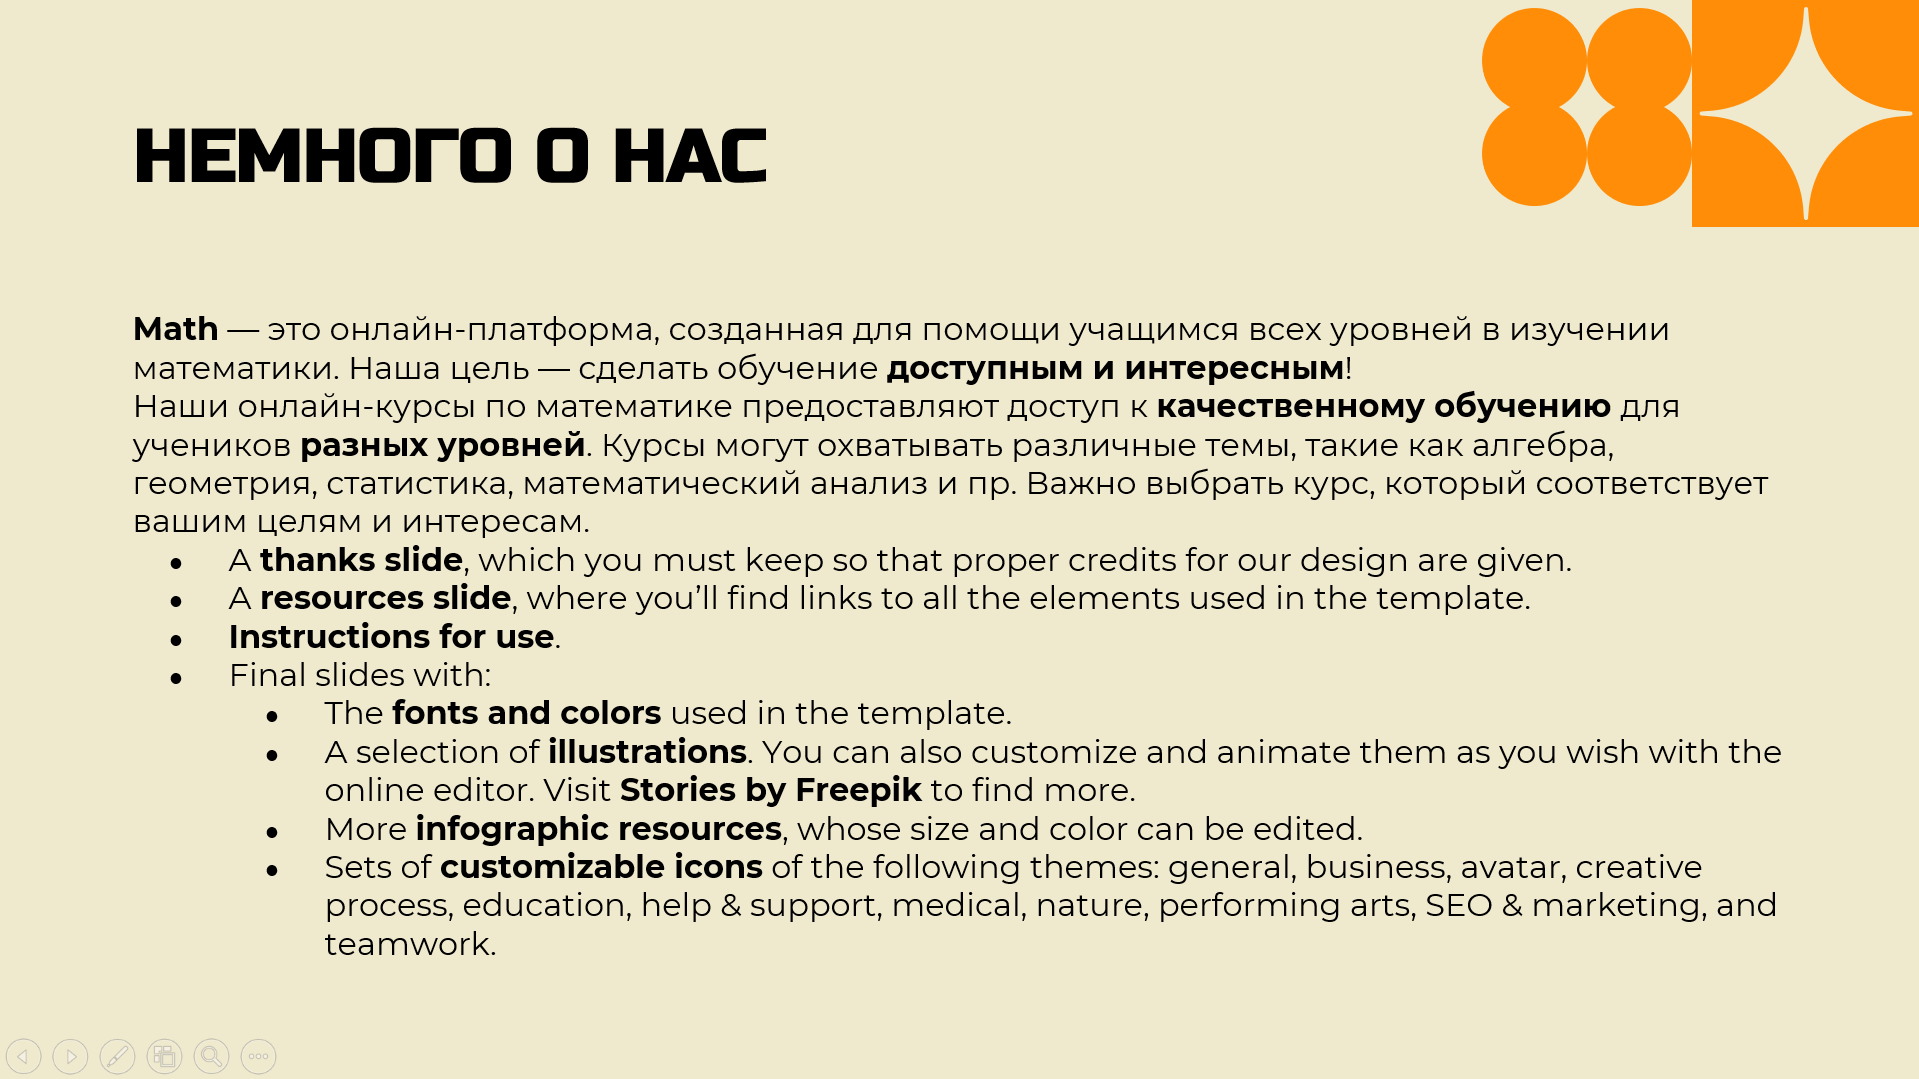 НЕМНОГО О НАС
Math — это онлайн-платформа, созданная для помощи учащимся всех уровней в изучении
математики. Наша цель — сделать обучение доступным и интересным!
Наши онлайн-курсы по математике предоставляют доступ к качественному обучению для
учеников разных уровней. Курсы могут охватывать различные темы, такие как алгебра,
геометрия, статистика, математический анализ и пр. Важно выбрать курс, который соответствует
вашим целям и интересам.
● A thanks slide, which you must keep so that proper credits for our design are given.
● A resources slide, where you’ll find links to all the elements used in the template.
● Instructions for use.
● Final slides with:
● The fonts and colors used in the template.
● A selection of illustrations. You can also customize and animate them as you wish with the
online editor. Visit Stories by Freepik to find more.
● More infographic resources, whose size and color can be edited.
● Sets of customizable icons of the following themes: general, business, avatar, creative
process, education, help & support, medical, nature, performing arts, SEO & marketing, and
teamwork.